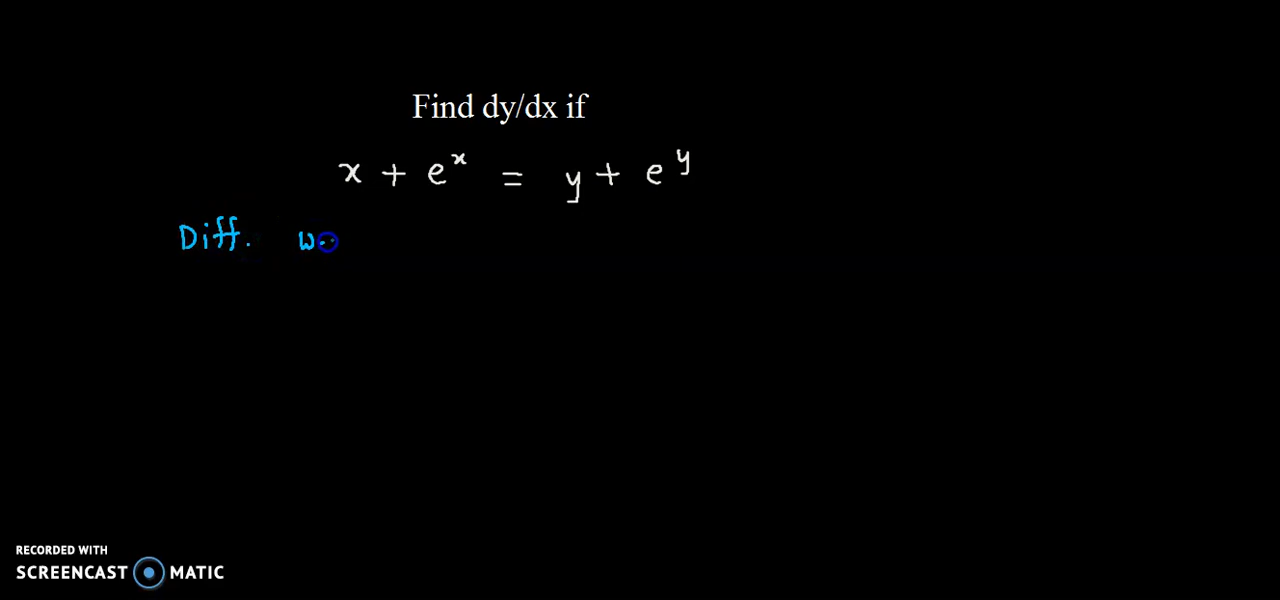 Find dy/dx if
x + e^x = y + e^y
Diff. w.
RECORDED WITH
SCREENCAST MATIC